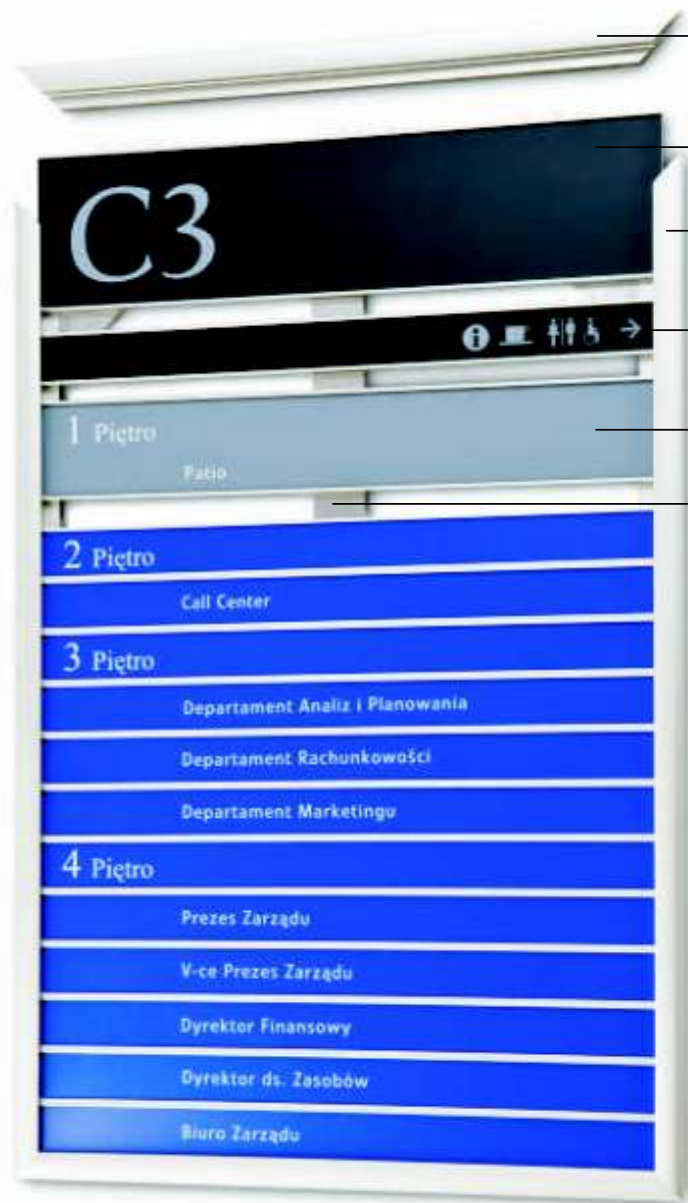 C3
1 Piętro
Patio
2 Piętro
Call Center
3 Piętro
Departament Analiz i Planowania
Departament Rachunkowości
Departament Marketingu
4 Piętro
Prezes Zarządu
V-ce Prezes Zarządu
Dyrektor Finansowy
Dyrektor ds. Zasobów
Biuro Zarządu